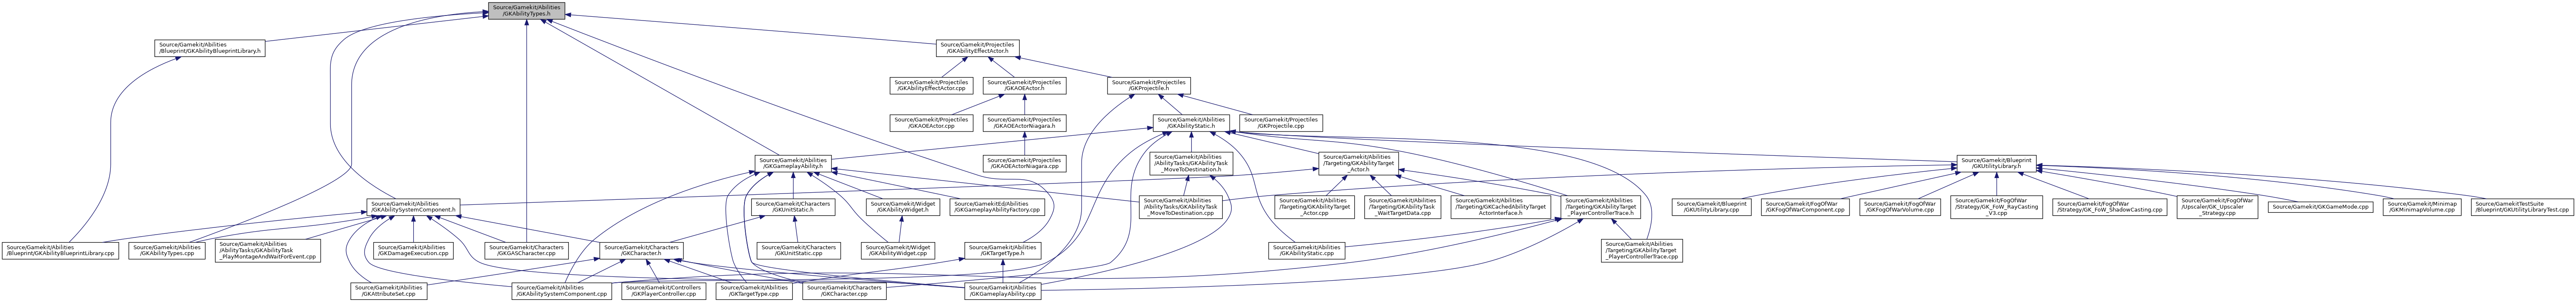 Source/Gamekit/Abilities
/GKAbilityTypes.h
Source/Gamekit/Abilities
/Blueprint/GKAbilityBlueprintLibrary.h
Source/Gamekit/Projectiles
/GKAbilityEffectActor.h
Source/Gamekit/Projectiles
/GKAbilityEffectActor.cpp
Source/Gamekit/Projectiles
/GKAOEActor.h
Source/Gamekit/Projectiles
/GKProjectile.h
Source/Gamekit/Projectiles
/GKAOEActor.cpp
Source/Gamekit/Projectiles
/GKAOEActorNiagara.h
Source/Gamekit/Abilities
/GKAbilityStatic.h
Source/Gamekit/Projectiles
/GKProjectile.cpp
Source/Gamekit/Abilities
/GKGameplayAbility.h
Source/Gamekit/Projectiles
/GKAOEActorNiagara.cpp
Source/Gamekit/Abilities
/AbilityTasks/GKAbilityTask
_MoveToDestination.h
Source/Gamekit/Abilities
/Targeting/GKAbilityTarget
_Actor.h
Source/Gamekit/Blueprint
/GKUtilityLibrary.h
Source/Gamekit/Abilities
/GKAbilitySystemComponent.h
Source/Gamekit/Characters
/GKUnitStatic.h
Source/Gamekit/Widget
/GKAbilityWidget.h
Source/GamekitEd/Abilities
/GKGameplayAbilityFactory.cpp
Source/Gamekit/Abilities
/AbilityTasks/GKAbilityTask
_MoveToDestination.cpp
Source/Gamekit/Abilities
/Targeting/GKAbilityTarget
_Actor.cpp
Source/Gamekit/Abilities
/Targeting/GKAbilityTask
_WaitTargetData.cpp
Source/Gamekit/Abilities
/Targeting/GKCachedAbilityTarget
ActorInterface.h
Source/Gamekit/Abilities
/Targeting/GKAbilityTarget
_PlayerControllerTrace.h
Source/Gamekit/Blueprint
/GKUtilityLibrary.cpp
Source/Gamekit/FogOfWar
/GKFogOfWarComponent.cpp
Source/Gamekit/FogOfWar
/GKFogOfWarVolume.cpp
Source/Gamekit/FogOfWar
/Strategy/GK_FoW_RayCasting
_V3.cpp
Source/Gamekit/FogOfWar
/Strategy/GK_FoW_ShadowCasting.cpp
Source/Gamekit/FogOfWar
/Upscaler/GK_Upscaler
_Strategy.cpp
Source/Gamekit/GKGameMode.cpp
Source/Gamekit/Minimap
/GKMinimapVolume.cpp
Source/GamekitTestSuite
/Blueprint/GKUtilityLibraryTest.cpp
Source/Gamekit/Abilities
/Blueprint/GKAbilityBlueprintLibrary.cpp
Source/Gamekit/Abilities
/GKAbilityTypes.cpp
Source/Gamekit/Abilities
/AbilityTasks/GKAbilityTask
_PlayMontageAndWaitForEvent.cpp
Source/Gamekit/Abilities
/GKDamageExecution.cpp
Source/Gamekit/Characters
/GKGASCharacter.cpp
Source/Gamekit/Characters
/GKCharacter.h
Source/Gamekit/Characters
/GKUnitStatic.cpp
Source/Gamekit/Widget
/GKAbilityWidget.cpp
Source/Gamekit/Abilities
/GKTargetType.h
Source/Gamekit/Abilities
/GKAbilityStatic.cpp
Source/Gamekit/Abilities
/Targeting/GKAbilityTarget
_PlayerControllerTrace.cpp
Source/Gamekit/Abilities
/GKAttributeSet.cpp
Source/Gamekit/Abilities
/GKAbilitySystemComponent.cpp
Source/Gamekit/Controllers
/GKPlayerController.cpp
Source/Gamekit/Abilities
/GKTargetType.cpp
Source/Gamekit/Characters
/GKCharacter.cpp
Source/Gamekit/Abilities
/GKGameplayAbility.cpp